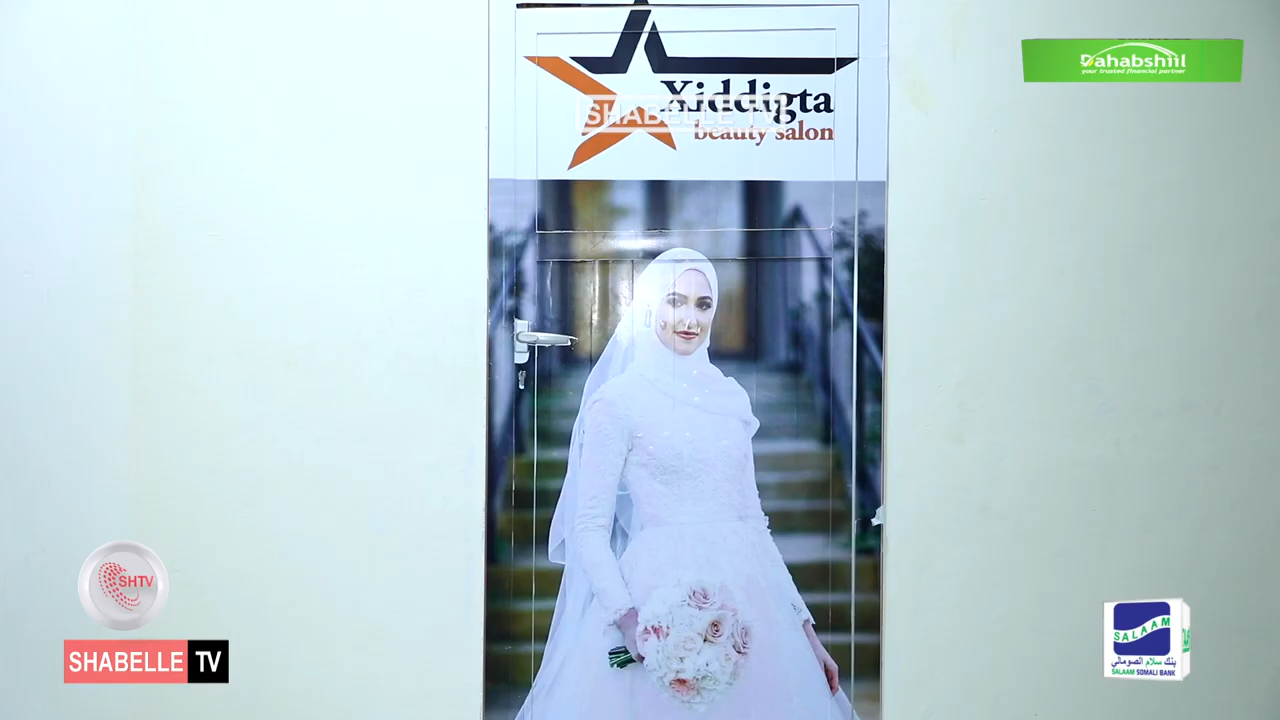 Dahabshiil
your trusted financial partner
Xiddigta
SHABELLE TV
beauty salon
SHTV
SHABELLE TV
SALAAM
بنك سلام الصومالي
SALAAM SOMALI BANK